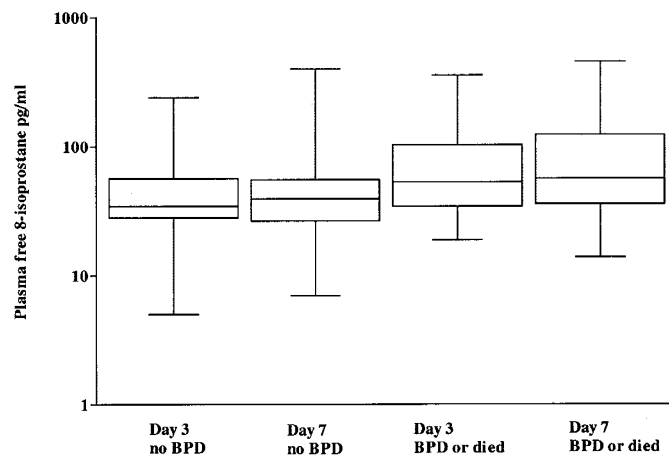 Plasma free 8-isoprostane pg/ml
1000
100
10
1
Day 3
no BPD
Day 7
no BPD
Day 3
BPD or died
Day 7
BPD or died